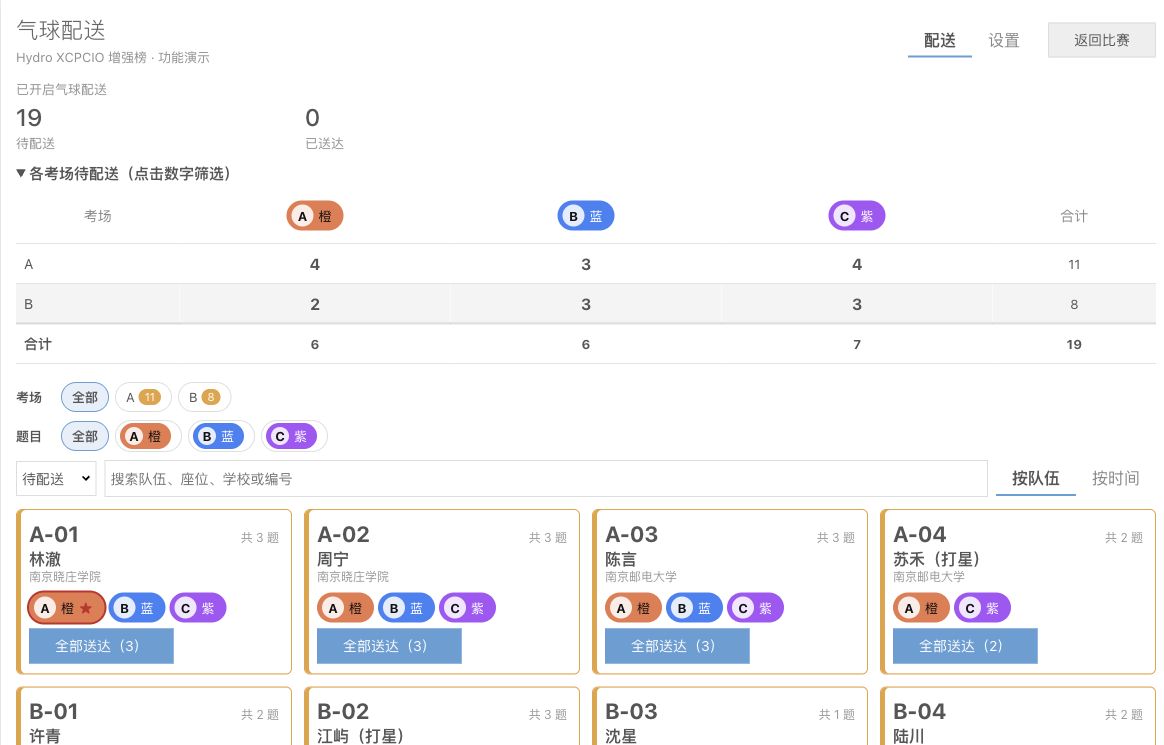 气球配送
Hydro XCPCIO 增强榜 · 功能演示
配送 设置 返回比赛
已开启气球配送
19 0
待配送 已送达
▼各考场待配送（点击数字筛选）
考场 A 橙 B 蓝 C 紫 合计
A 4 3 4 11
B 2 3 3 8
合计 6 6 7 19
考场 全部 A 11 B 8
题目 全部 A 橙 B 蓝 C 紫
待配送 搜索队伍、座位、学校或编号 按队伍 按时间
A-01 共 3 题
林澈
南京晓庄学院
A 橙 ★ B 蓝 C 紫
全部送达（3）
A-02 共 3 题
周宁
南京晓庄学院
A 橙 B 蓝 C 紫
全部送达（3）
A-03 共 3 题
陈言
南京邮电大学
A 橙 B 蓝 C 紫
全部送达（3）
A-04 共 2 题
苏禾（打星）
南京邮电大学
A 橙 C 紫
全部送达（2）
B-01 共 2 题
许青
B-02 共 3 题
江屿（打星）
B-03 共 1 题
沈星
B-04 共 2 题
陆川